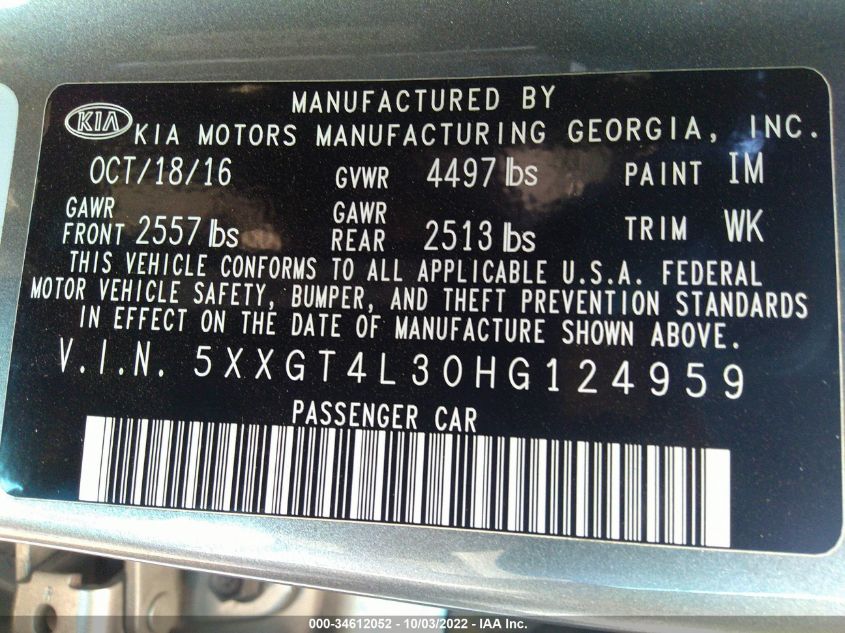 MANUFACTURED BY
KIA KIA MOTORS MANUFACTURING GEORGIA, INC.
OCT/18/16 GVWR 4497 lbs PAINT IM
GAWR FRONT 2557 lbs GAWR REAR 2513 lbs TRIM WK
THIS VEHICLE CONFORMS TO ALL APPLICABLE U.S.A. FEDERAL
MOTOR VEHICLE SAFETY, BUMPER, AND THEFT PREVENTION STANDARDS
IN EFFECT ON THE DATE OF MANUFACTURE SHOWN ABOVE.
V.I.N. 5XXGT4L30HG124959
PASSENGER CAR
000-34612052 - 10/03/2022 - IAA Inc.